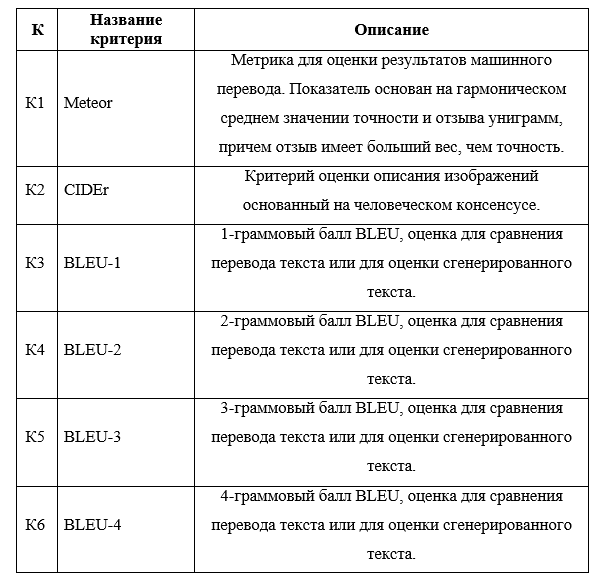 К
Название
критерия
Описание
К1
Meteor
Метрика для оценки результатов машинного
перевода. Показатель основан на гармоническом
среднем значении точности и отзыва униграмм,
причем отзыв имеет больший вес, чем точность.
К2
CIDEr
Критерий оценки описания изображений
основанный на человеческом консенсусе.
К3
BLEU-1
1-граммовый балл BLEU, оценка для сравнения
перевода текста или для оценки сгенерированного
текста.
К4
BLEU-2
2-граммовый балл BLEU, оценка для сравнения
перевода текста или для оценки сгенерированного
текста.
К5
BLEU-3
3-граммовый балл BLEU, оценка для сравнения
перевода текста или для оценки сгенерированного
текста.
К6
BLEU-4
4-граммовый балл BLEU, оценка для сравнения
перевода текста или для оценки сгенерированного
текста.